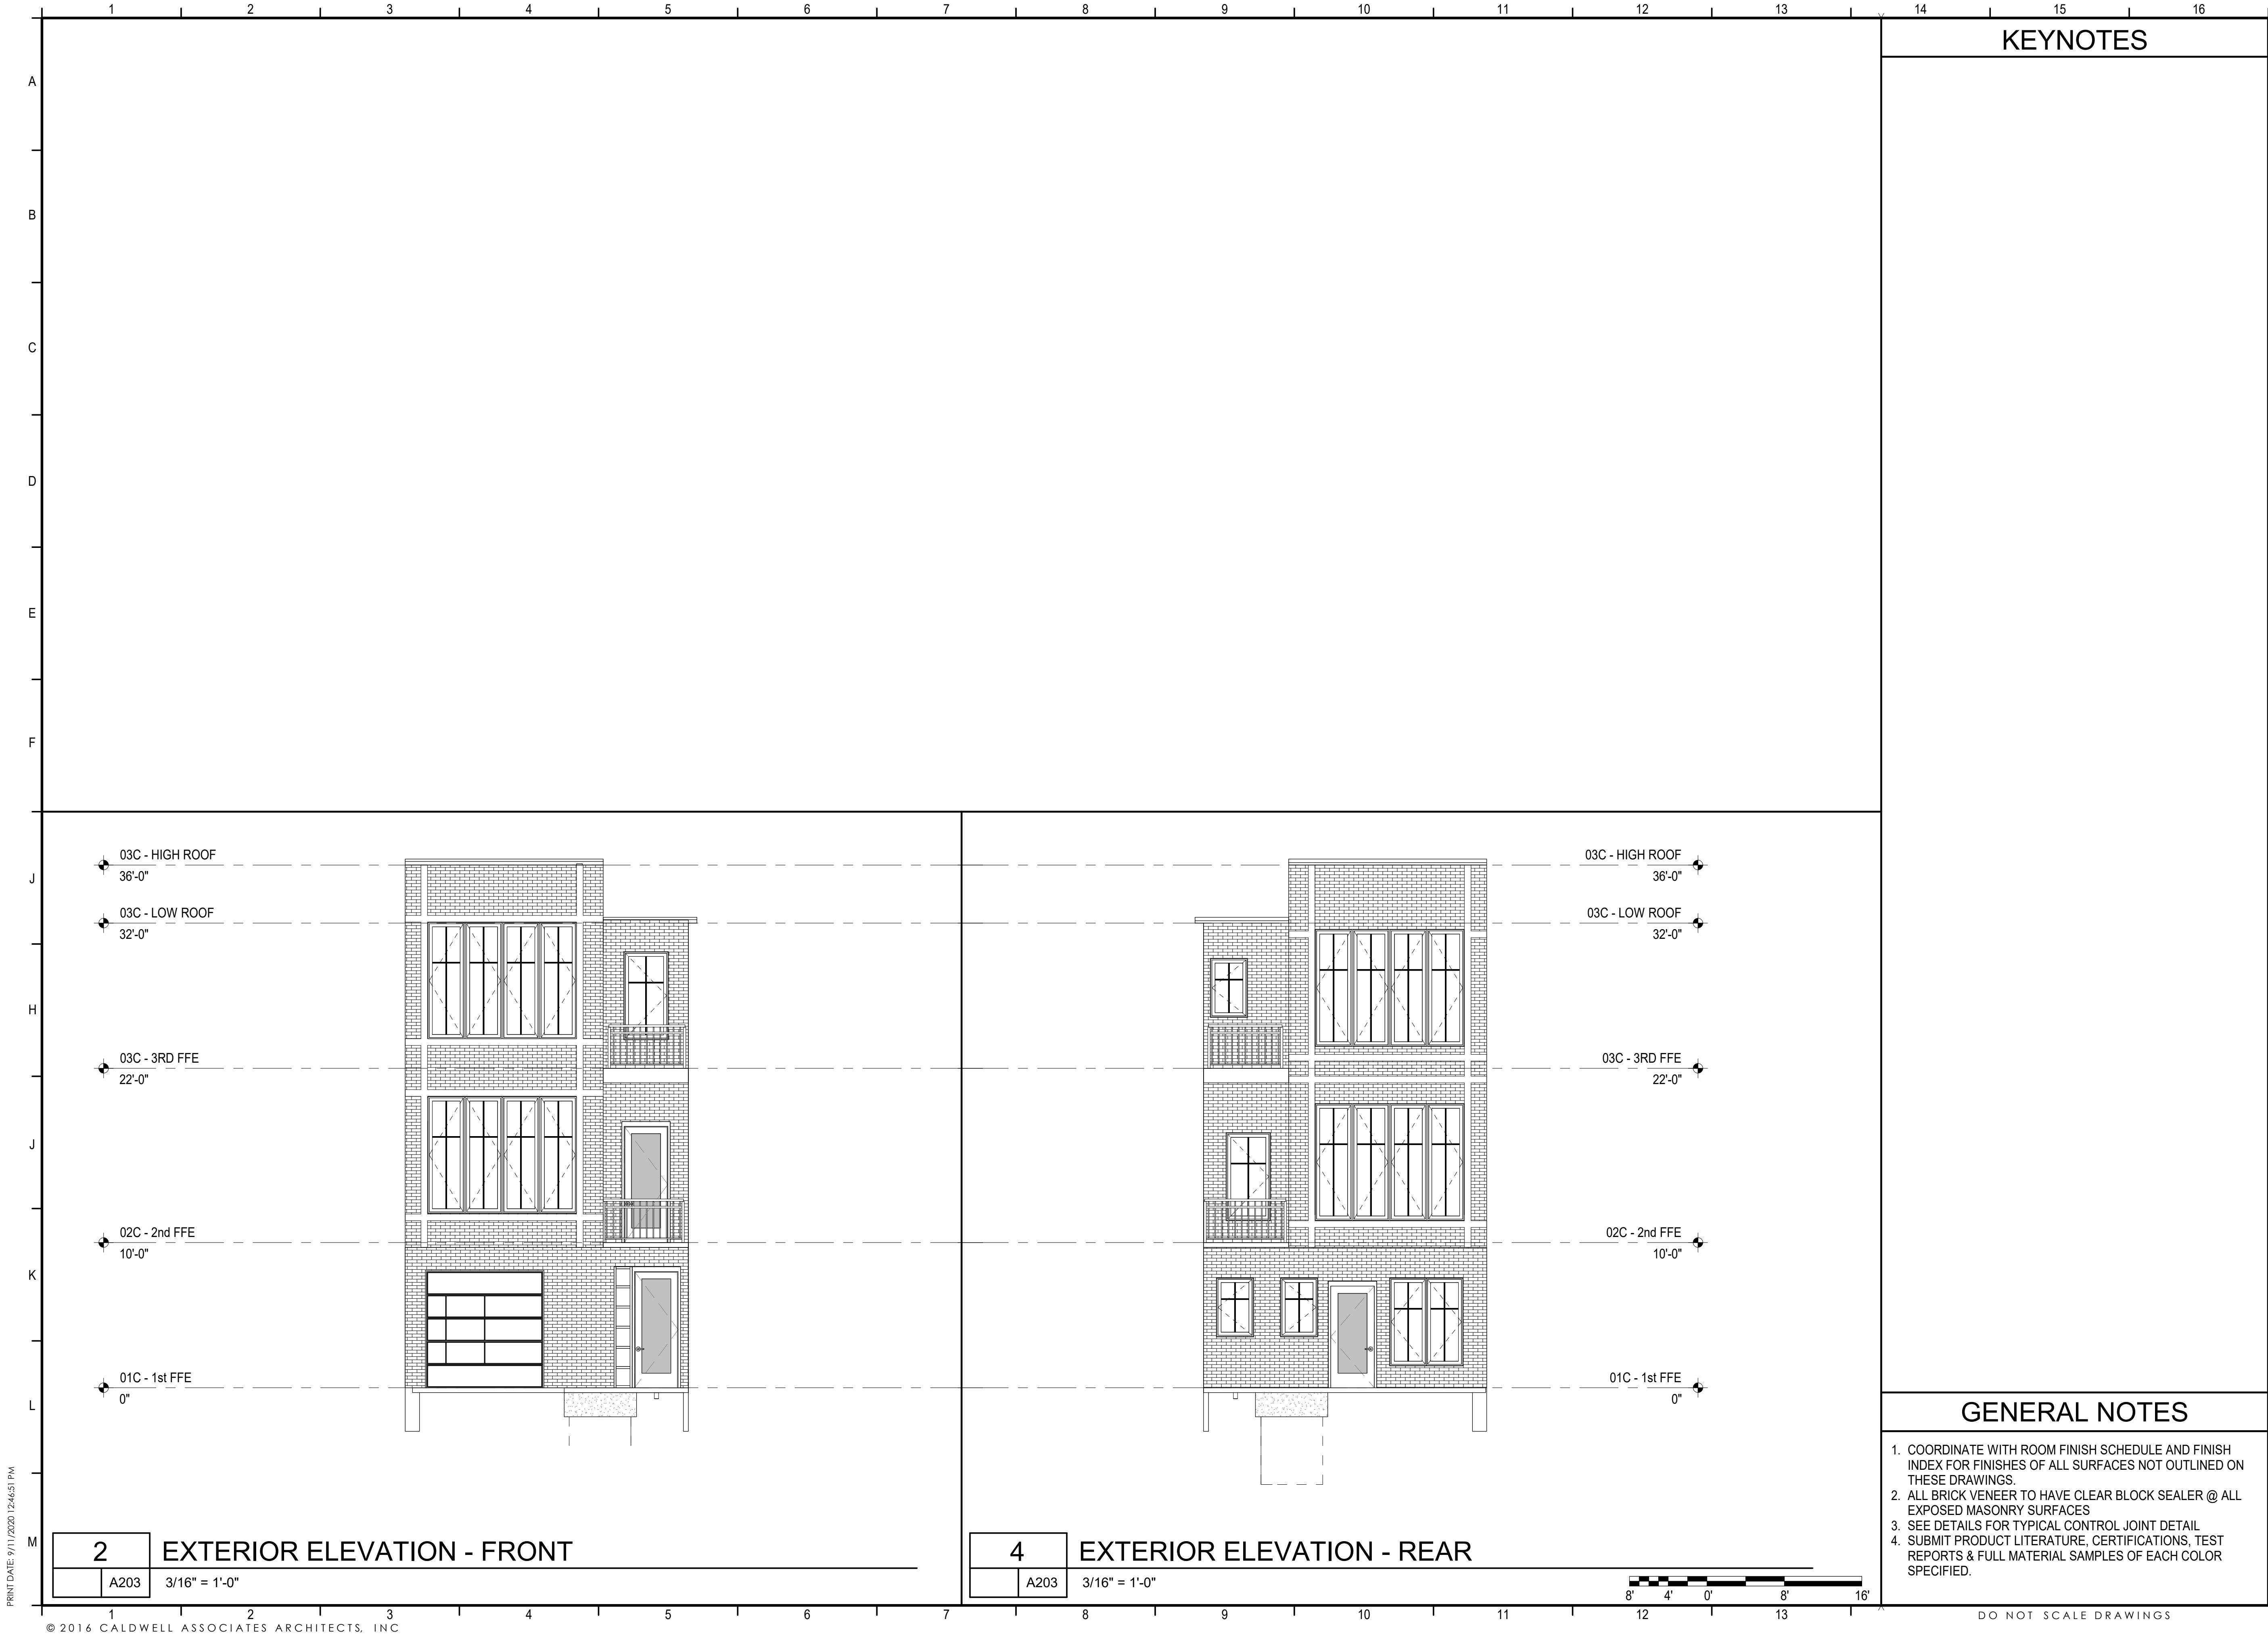 1 2 3 4 5 6 7 8 9 10 11 12 13 14 15 16
KEYNOTES
A
B
C
D
E
F
J
H
J
K
L
M
03C - HIGH ROOF
36'-0"
03C - LOW ROOF
32'-0"
03C - 3RD FFE
22'-0"
02C - 2nd FFE
10'-0"
01C - 1st FFE
0"
03C - HIGH ROOF
36'-0"
03C - LOW ROOF
32'-0"
03C - 3RD FFE
22'-0"
02C - 2nd FFE
10'-0"
01C - 1st FFE
0"
2 EXTERIOR ELEVATION - FRONT
A203 3/16" = 1'-0"
4 EXTERIOR ELEVATION - REAR
A203 3/16" = 1'-0"
8' 4' 0' 8' 16'
GENERAL NOTES
1. COORDINATE WITH ROOM FINISH SCHEDULE AND FINISH
INDEX FOR FINISHES OF ALL SURFACES NOT OUTLINED ON
THESE DRAWINGS.
2. ALL BRICK VENEER TO HAVE CLEAR BLOCK SEALER @ ALL
EXPOSED MASONRY SURFACES
3. SEE DETAILS FOR TYPICAL CONTROL JOINT DETAIL
4. SUBMIT PRODUCT LITERATURE, CERTIFICATIONS, TEST
REPORTS & FULL MATERIAL SAMPLES OF EACH COLOR
SPECIFIED.
1 2 3 4 5 6 7 8 9 10 11 12 13
DO NOT SCALE DRAWINGS
© 2016 CALDWELL ASSOCIATES ARCHITECTS, INC
PRINT DATE: 9/11/2020 12:46:51 PM